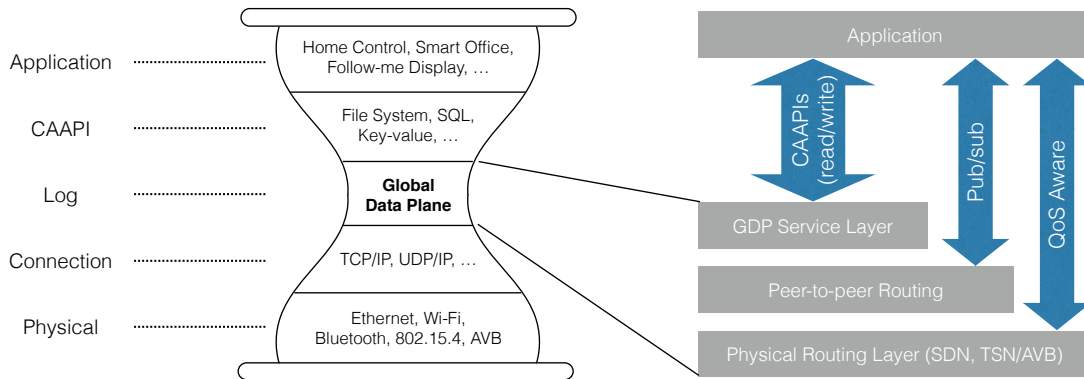 Application
CAAPI
Log
Connection
Physical
Home Control, Smart Office,
Follow-me Display, …
File System, SQL,
Key-value, …
Global
Data Plane
TCP/IP, UDP/IP, …
Ethernet, Wi-Fi,
Bluetooth, 802.15.4, AVB
Application
CAAPIs
(read/write)
Pub/sub
QoS Aware
GDP Service Layer
Peer-to-peer Routing
Physical Routing Layer (SDN, TSN/AVB)